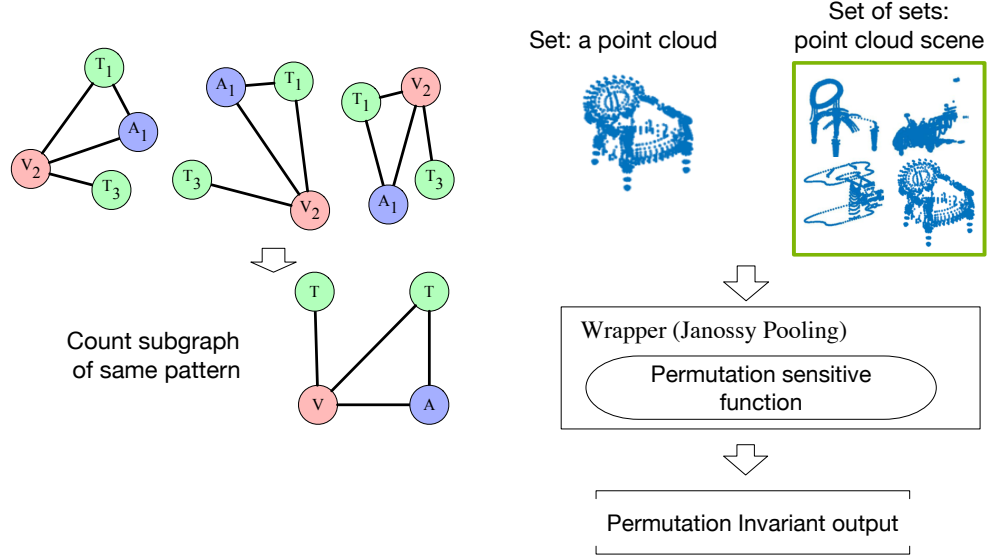 T1
A1
V2
T3
A1
T1
T3
V2
T1
V2
A1
T3
T
T
V
A
Count subgraph
of same pattern
Set: a point cloud
Set of sets:
point cloud scene
Wrapper (Janossy Pooling)
Permutation sensitive
function
Permutation Invariant output